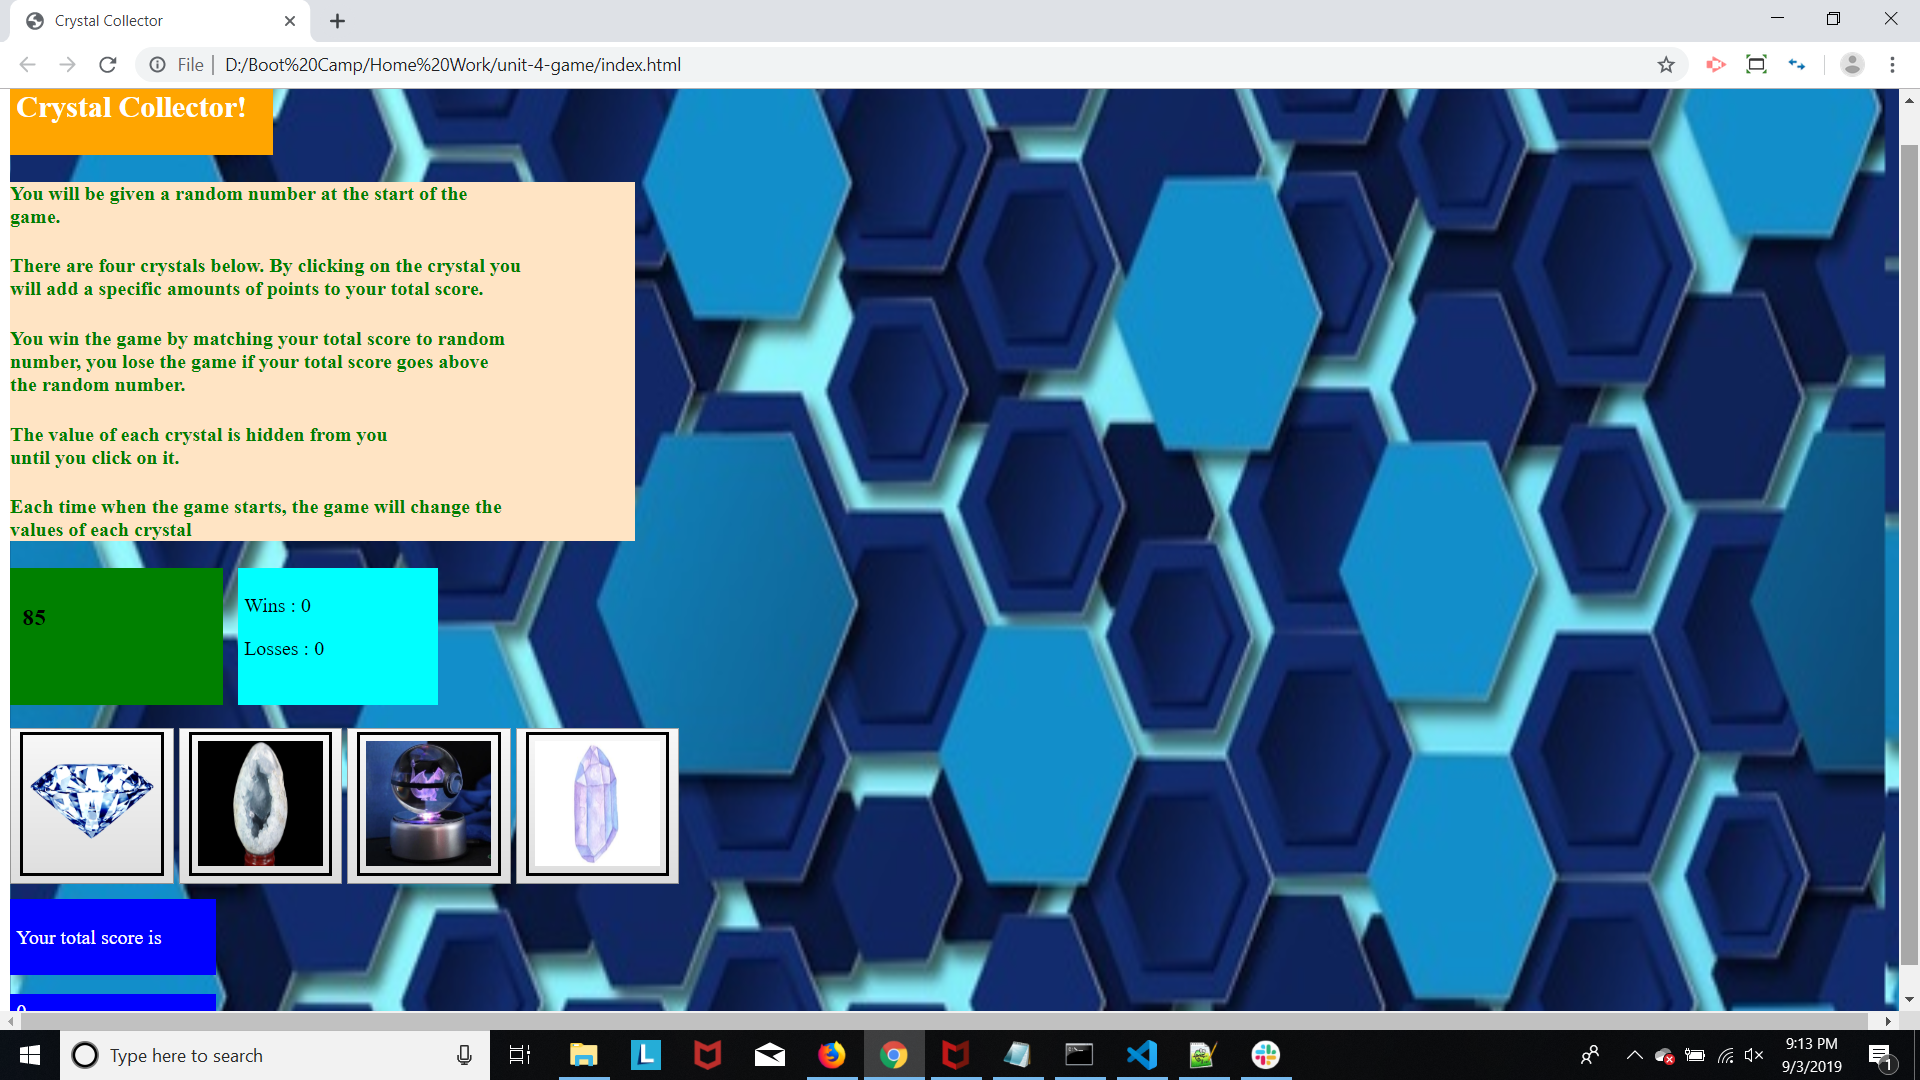 Crystal Collector
File
D:/Boot%20Camp/Home%20Work/unit-4-game/index.html
Crystal Collector!
You will be given a random number at the start of the
game.
There are four crystals below. By clicking on the crystal you
will add a specific amounts of points to your total score.
You win the game by matching your total score to random
number, you lose the game if your total score goes above
the random number.
The value of each crystal is hidden from you
until you click on it.
Each time when the game starts, the game will change the
values of each crystal
85
Wins : 0
Losses : 0
Your total score is
0
Type here to search
L
9:13 PM
9/3/2019
1